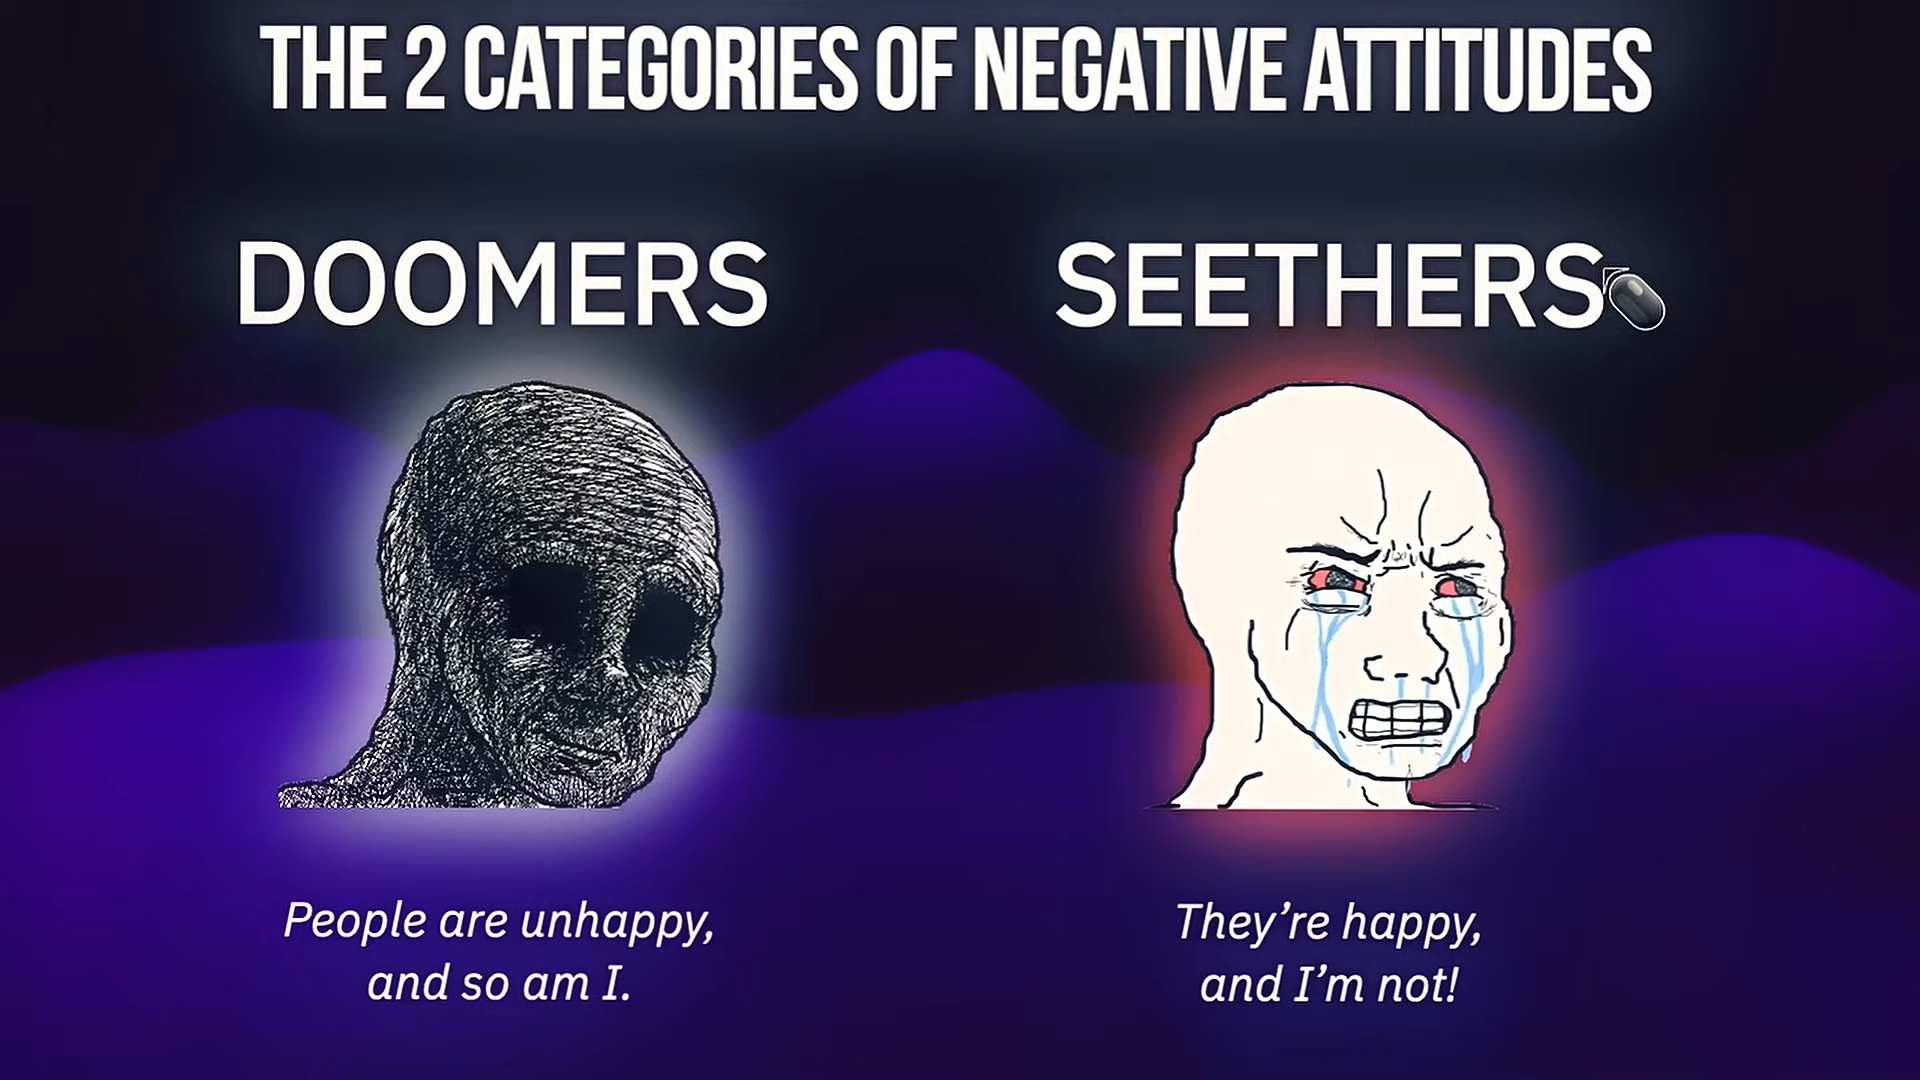 THE 2 CATEGORIES OF NEGATIVE ATTITUDES
DOOMERS
SEETHERS
People are unhappy,
and so am I.
They’re happy,
and I’m not!